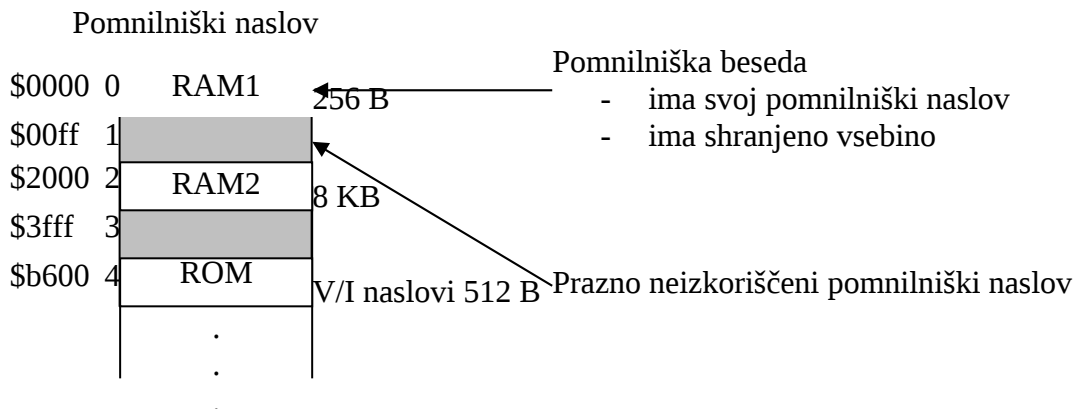 Pomnilniški naslov
$0000 0 RAM1 256 B
$00ff 1
$2000 2 RAM2 8 KB
$3fff 3
$b600 4 ROM V/I naslovi 512 B
.
.
.
Pomnilniška beseda
- ima svoj pomnilniški naslov
- ima shranjeno vsebino
Prazno neizkoriščeni pomnilniški naslov